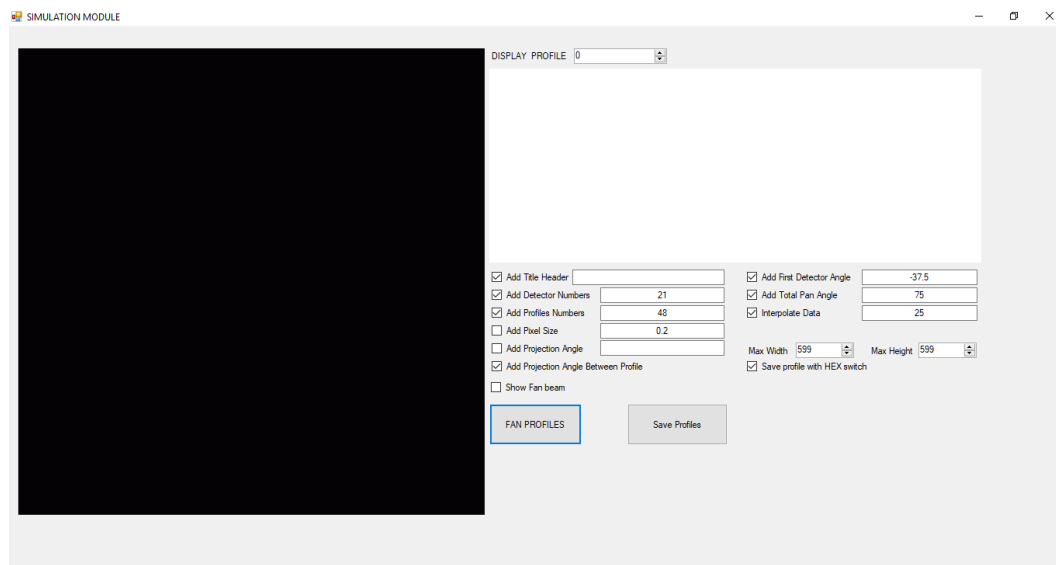 SIMULATION MODULE
DISPLAY PROFILE 0
Add Title Header
Add Detector Numbers 21
Add Profiles Numbers 48
Add Pixel Size 0.2
Add Projection Angle
Add Projection Angle Between Profile
Show Fan beam
Add First Detector Angle -37.5
Add Total Pan Angle 75
Interpolate Data 25
Max Width 599 Max Height 599
Save profile with HEX switch
FAN PROFILES Save Profiles